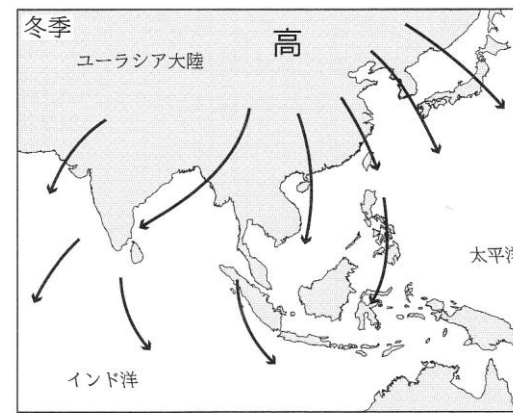 冬季
ユーラシア大陸
高
太平洋
インド洋